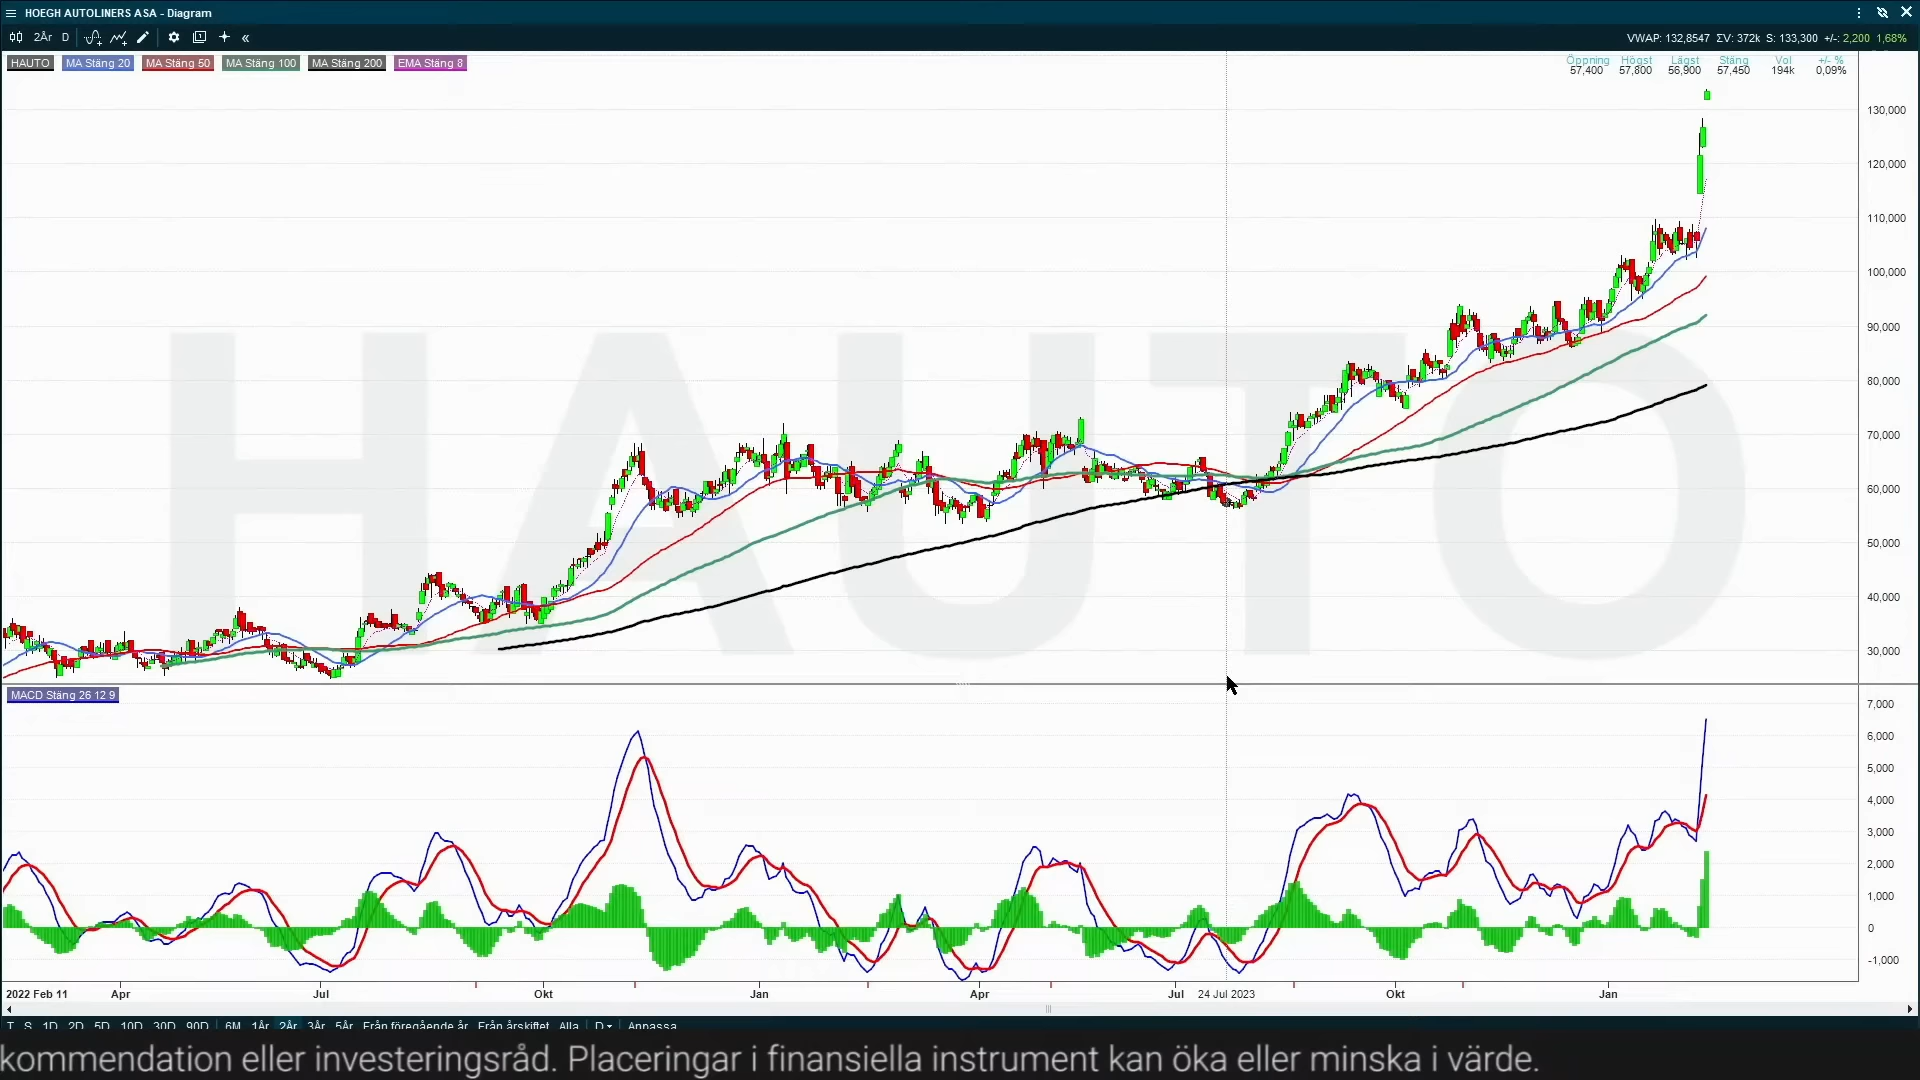 HOEGH AUTOLINERS ASA - Diagram
2År D «
VWAP: 132,8547 ΣV: 372k S: 133,300 +/-: 2,200 1,68%
HAUTO MA Stäng 20 MA Stäng 50 MA Stäng 100 MA Stäng 200 EMA Stäng 8
Öppning Högst Lägst Stäng Vol +/- %
57,400 57,800 56,900 57,450 194k 0,09%
130,000
120,000
110,000
100,000
90,000
80,000
70,000
60,000
50,000
40,000
30,000
HAUTO
MACD Stäng 26 12 9
7,000
6,000
5,000
4,000
3,000
2,000
1,000
0
-1,000
2022 Feb 11 Apr Jul Okt Jan Apr Jul 24 Jul 2023 Okt Jan
T S 1D 2D 5D 10D 30D 90D 6M 1År 2År 3År 5År Från föregående år Från årsskiftet Alla D Anpassa
kommendation eller investeringsråd. Placeringar i finansiella instrument kan öka eller minska i värde.